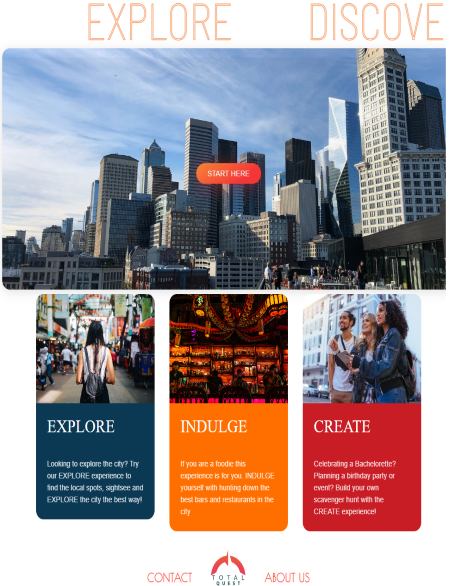 EXPLORE DISCOVE
START HERE
EXPLORE
Looking to explore the city? Try
our EXPLORE experience to
find the local spots, sightsee and
EXPLORE the city the best way!
INDULGE
If you are a foodie this
experience is for you. INDULGE
yourself with hunting down the
best bars and restaurants in the
city
CREATE
Celebrating a Bachelorette?
Planning a birthday party or
event? Build your own
scavenger hunt with the
CREATE experience!
CONTACT
TOTAL
QUEST
ABOUT US